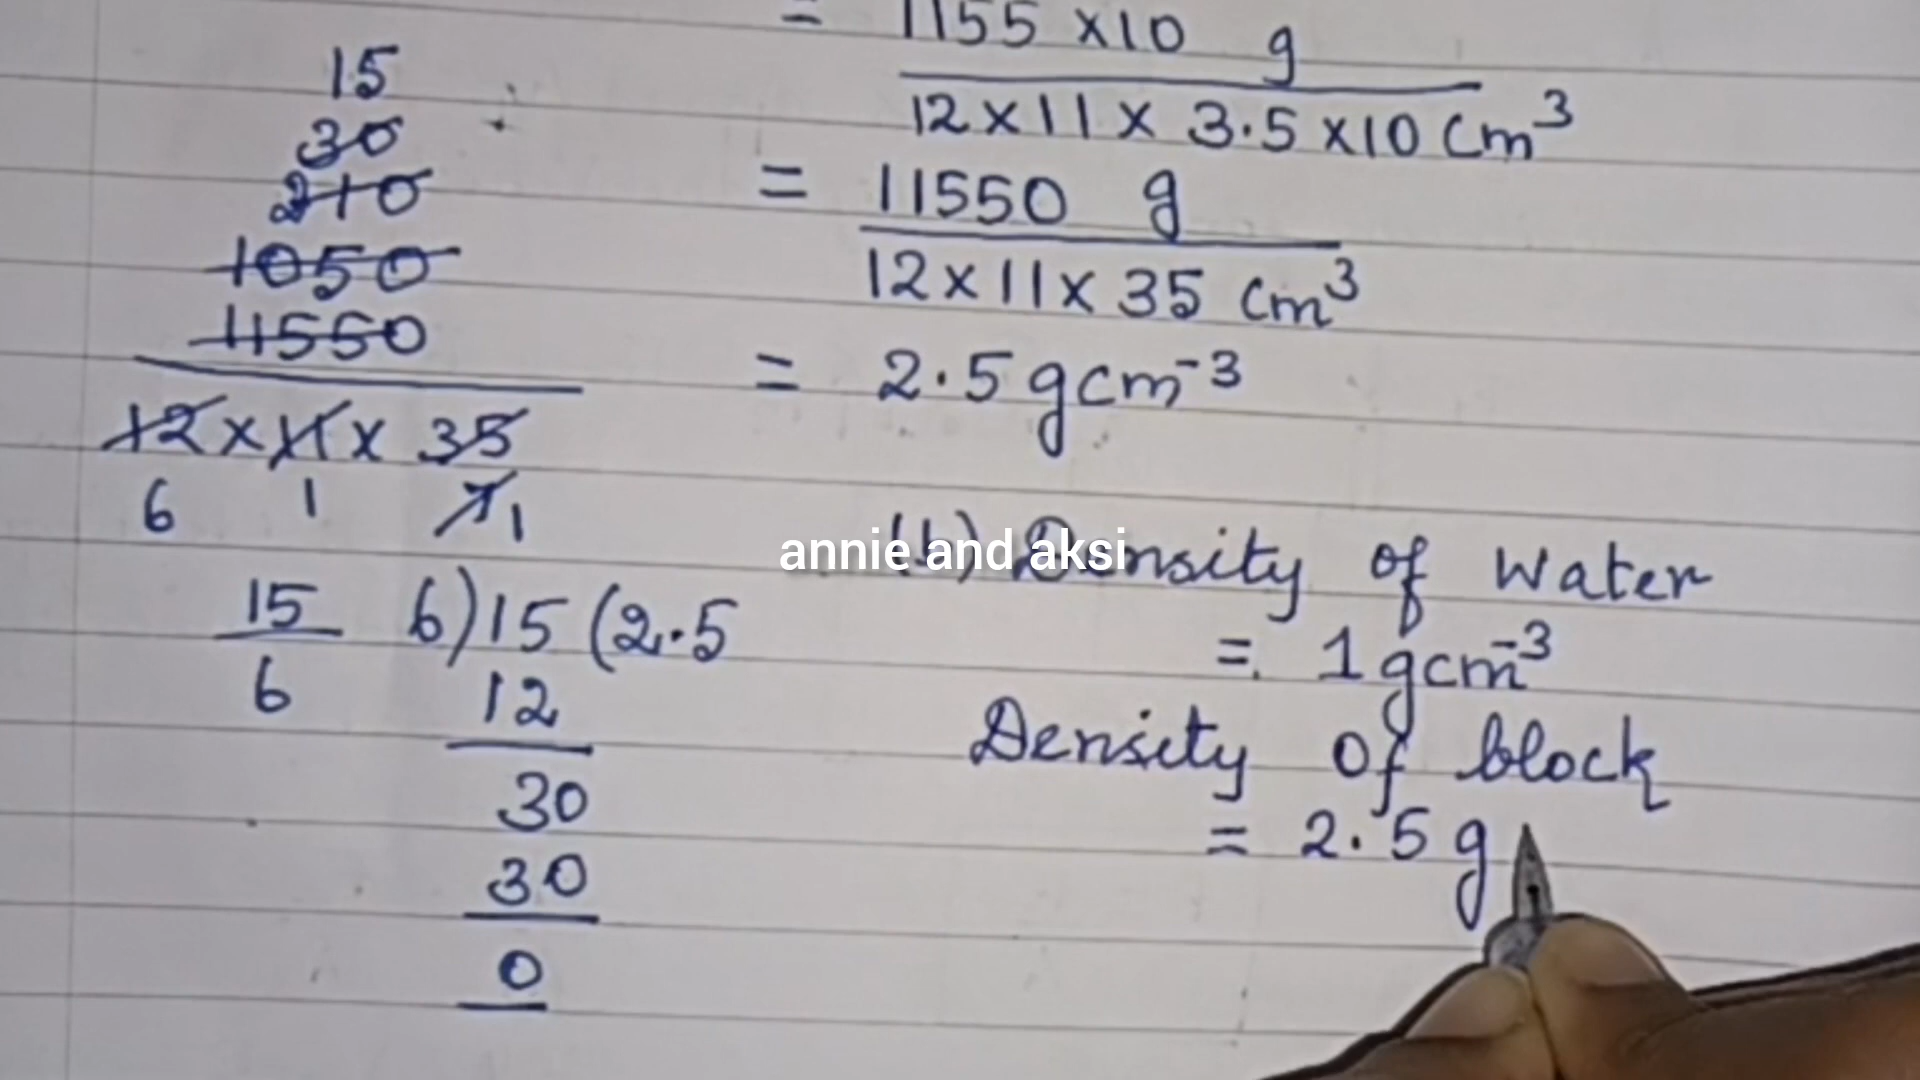 = 1155 x10 g
12 x 11 x 3.5 x10 cm³
= 11550 g
12 x 11 x 35 cm³
= 2.5 g cm⁻³
15
30
210
1050
11550
12 x 11 x 35
6 1 7 1
15
6
6)15(2.5
12
30
30
0
annie and aksi
(b) Density of water
= 1 g cm⁻³
Density of block
= 2.5 g